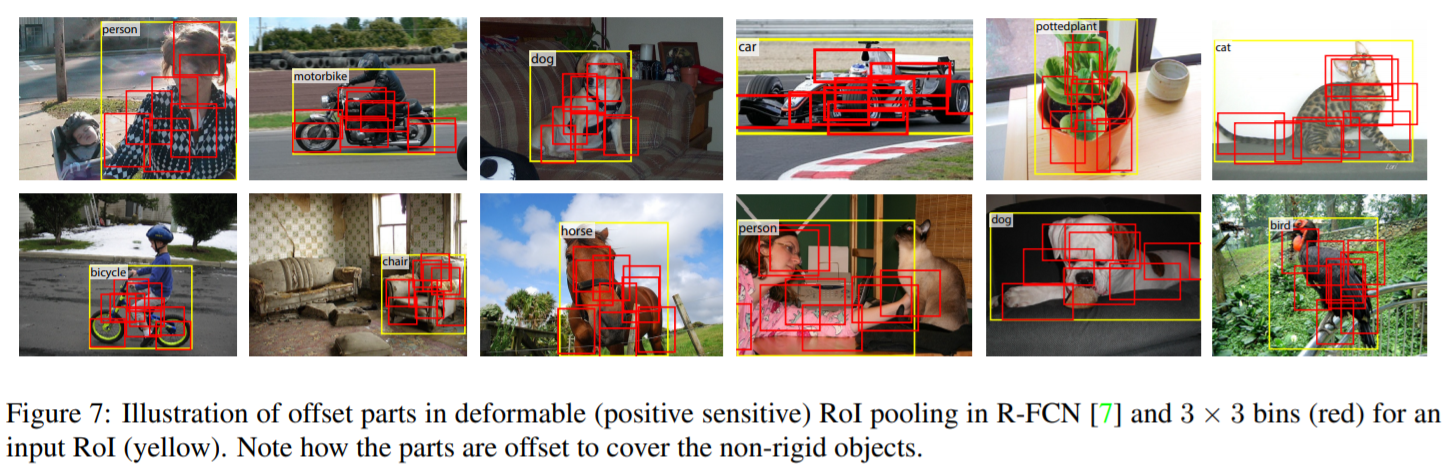 person
motorbike
dog
car
pottedplant
cat
bicycle
chair
horse
person
dog
bird
Figure 7: Illustration of offset parts in deformable (positive sensitive) RoI pooling in R-FCN [7] and 3 × 3 bins (red) for an
input RoI (yellow). Note how the parts are offset to cover the non-rigid objects.